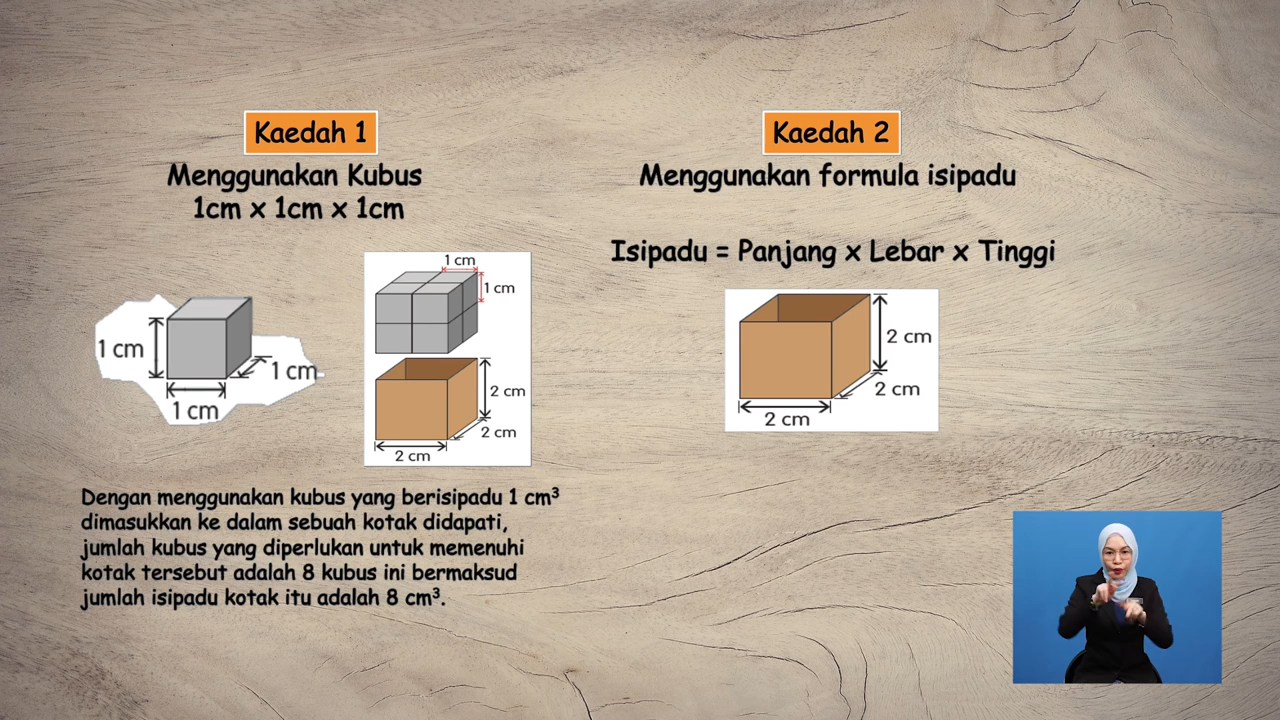 Kaedah 1
Menggunakan Kubus
1cm x 1cm x 1cm
1 cm
1 cm
1 cm
1 cm
1 cm
2 cm
2 cm
2 cm
Dengan menggunakan kubus yang berisipadu 1 cm³
dimasukkan ke dalam sebuah kotak didapati,
jumlah kubus yang diperlukan untuk memenuhi
kotak tersebut adalah 8 kubus ini bermaksud
jumlah isipadu kotak itu adalah 8 cm³.
Kaedah 2
Menggunakan formula isipadu
Isipadu = Panjang x Lebar x Tinggi
2 cm
2 cm
2 cm